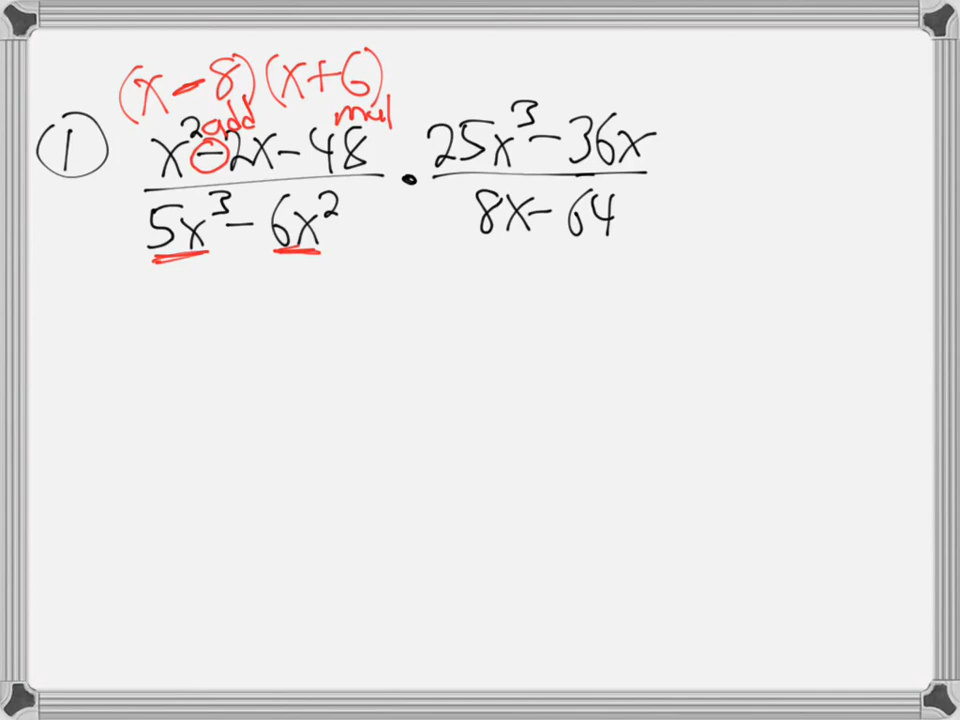 (x - 8)(x + 6)
add mul
① x² - 2x - 48 · 25x³ - 36x
5x³ - 6x² 8x - 64